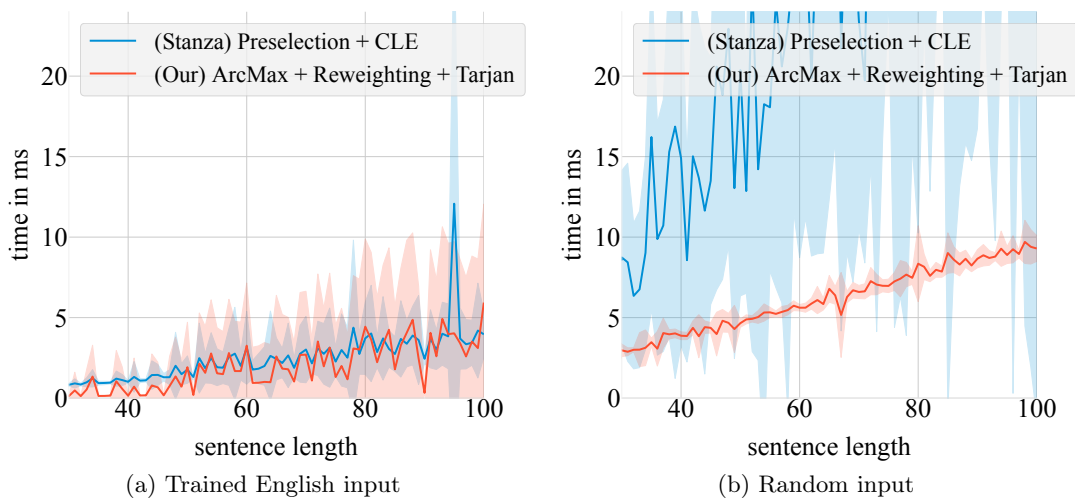 (Stanza) Preselection + CLE
(Our) ArcMax + Reweighting + Tarjan
20
15
10
5
0
time in ms
40
60
80
100
sentence length
(a) Trained English input
(Stanza) Preselection + CLE
(Our) ArcMax + Reweighting + Tarjan
20
15
10
5
0
time in ms
40
60
80
100
sentence length
(b) Random input